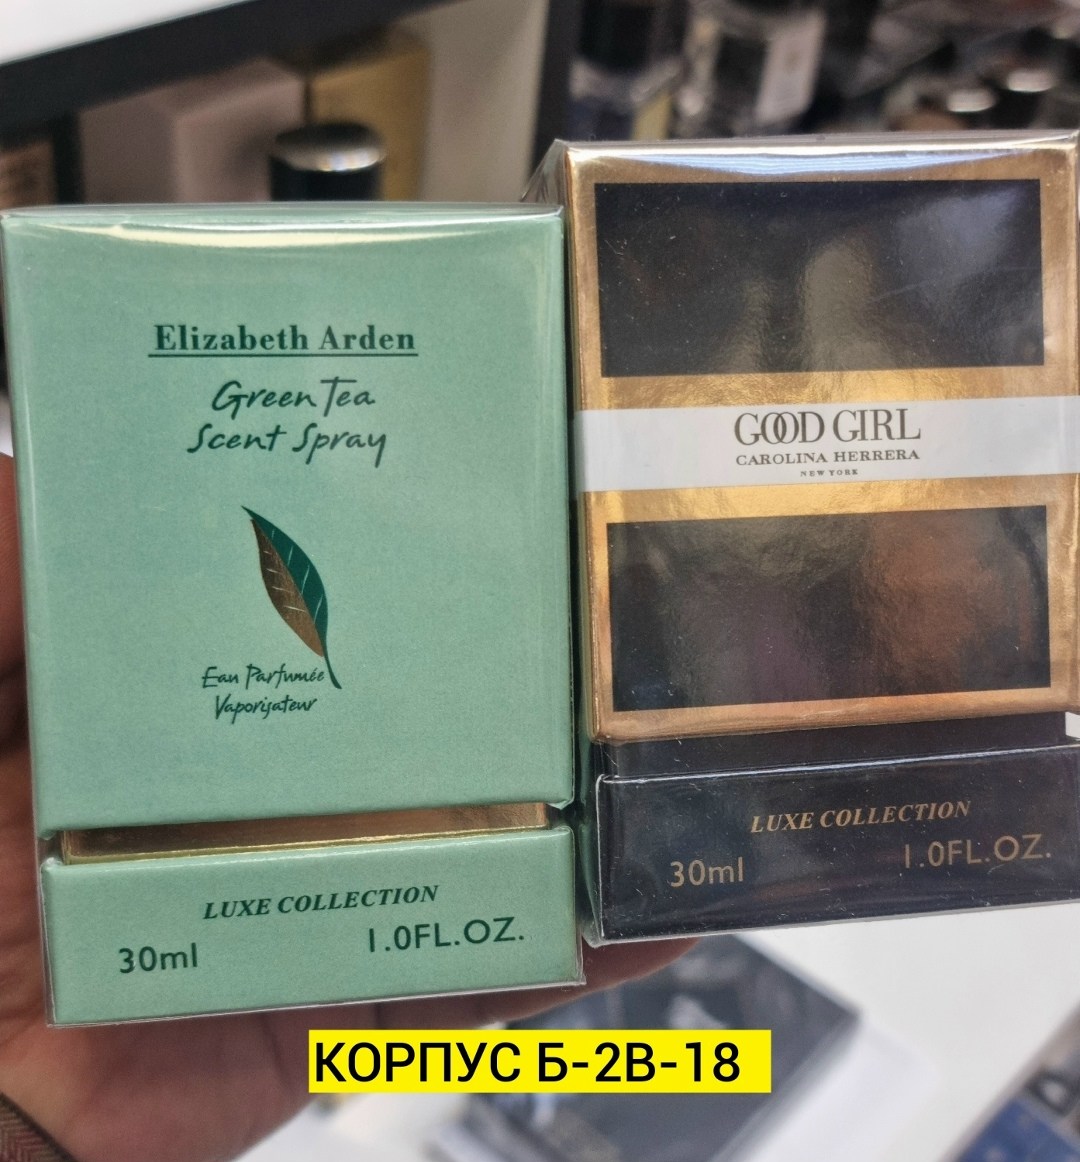 Elizabeth Arden
Green Tea
Scent Spray
Eau Parfumée
Vaporisateur
LUXE COLLECTION
30ml
1.0FL.OZ.
GOOD GIRL
CAROLINA HERRERA
NEW YORK
LUXE COLLECTION
30ml
1.0FL.OZ.
КОРПУС Б-2В-18